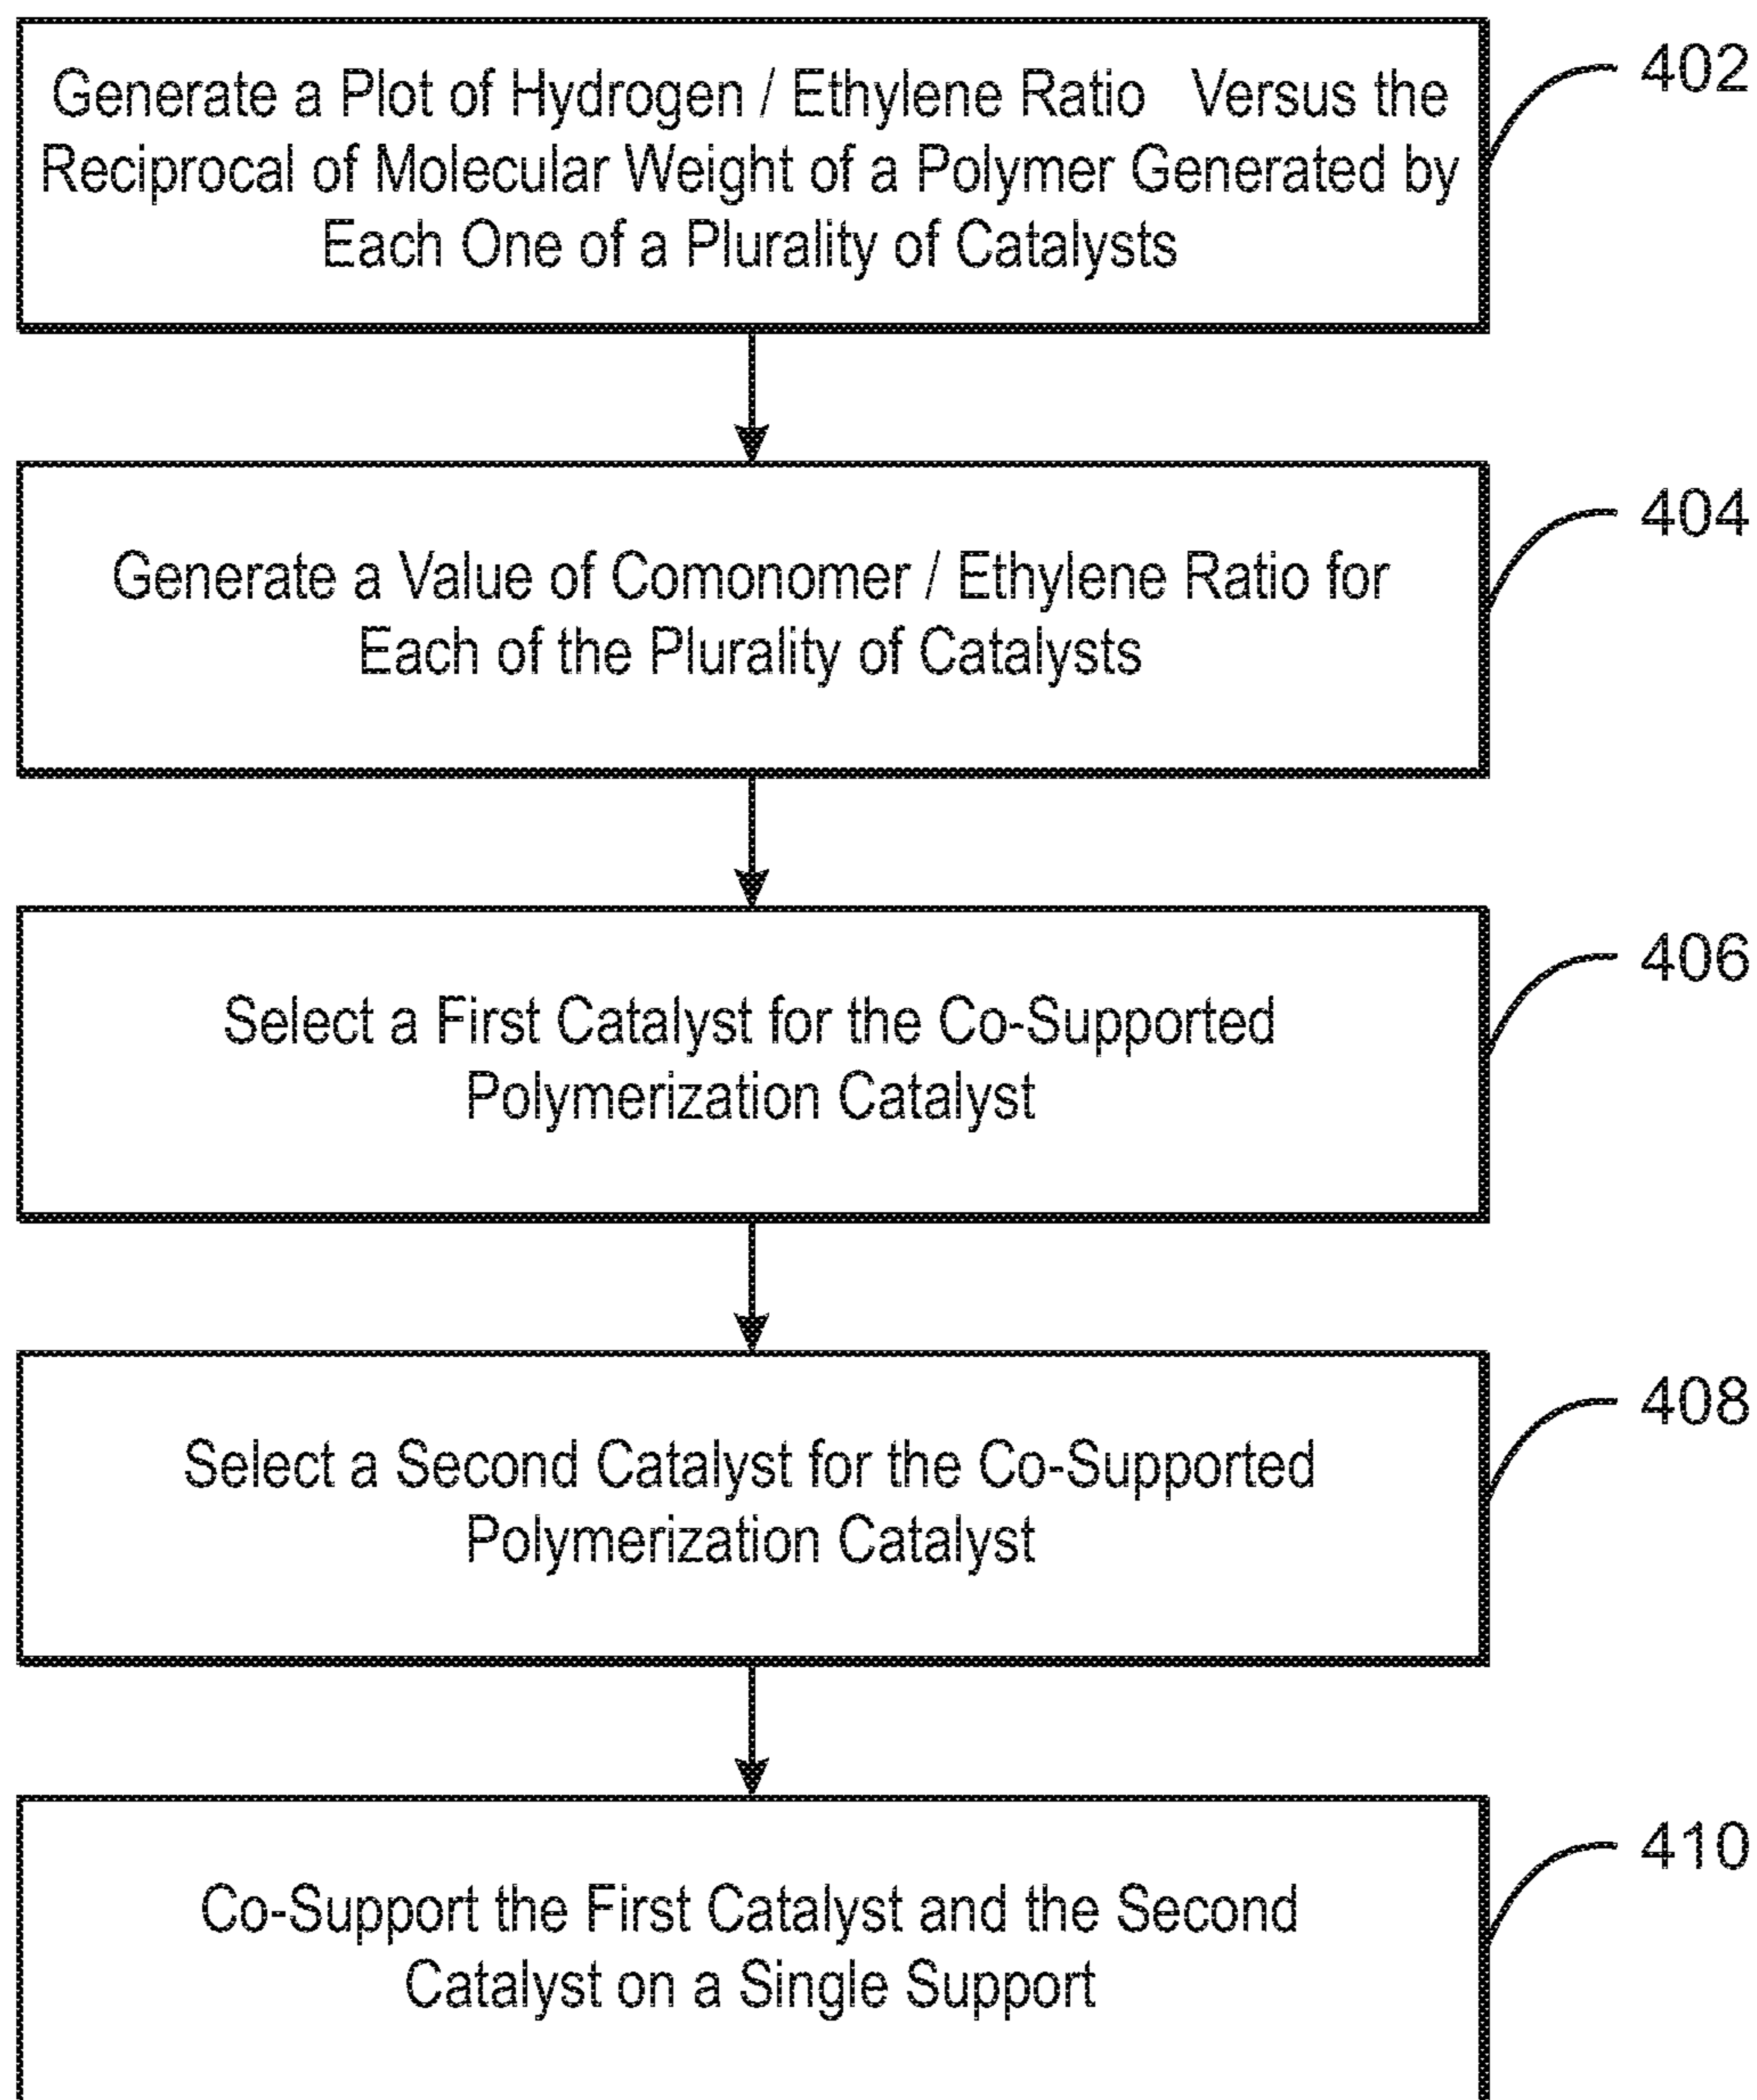 Generate a Plot of Hydrogen / Ethylene Ratio Versus the
Reciprocal of Molecular Weight of a Polymer Generated by
Each One of a Plurality of Catalysts
402
Generate a Value of Comonomer / Ethylene Ratio for
Each of the Plurality of Catalysts
404
Select a First Catalyst for the Co-Supported
Polymerization Catalyst
406
Select a Second Catalyst for the Co-Supported
Polymerization Catalyst
408
Co-Support the First Catalyst and the Second
Catalyst on a Single Support
410